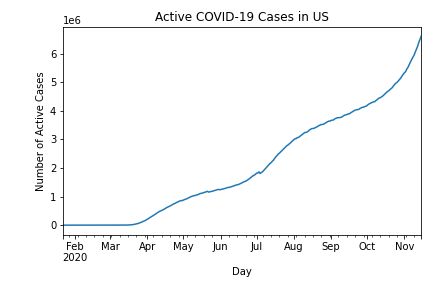 Active COVID-19 Cases in US
1e6
Number of Active Cases
6
5
4
3
2
1
0
Feb Mar Apr May Jun Jul Aug Sep Oct Nov
2020
Day